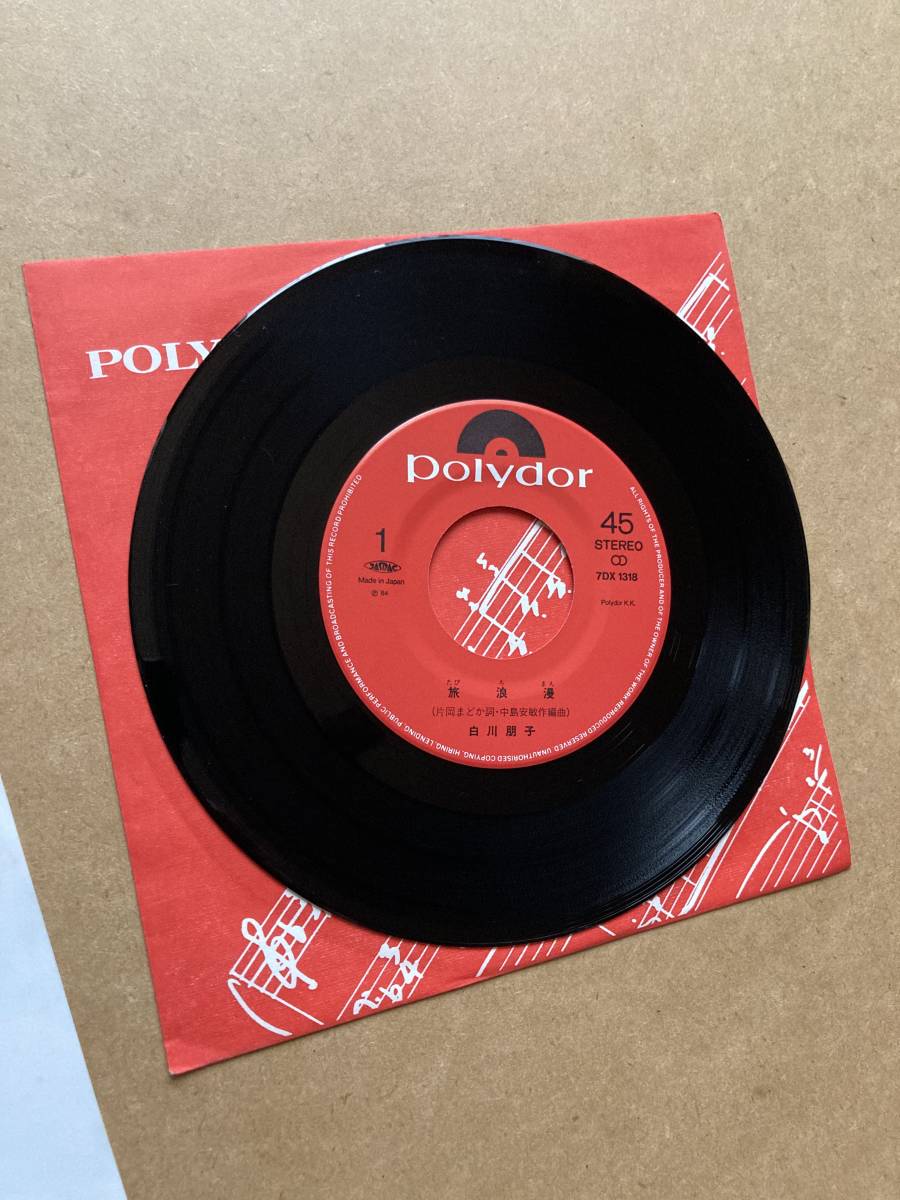 POLY
polydor
1
JASRAC
Made in Japan
℗ 84
45
STEREO
7DX 1318
Polydor K.K.
たび ろ まん
旅 浪 漫
(片岡まどか詞・中島安敏作編曲)
白川朋子
ALL RIGHTS OF THE PRODUCER AND OF THE OWNER OF THE WORK REPRODUCED RESERVED. UNAUTHORISED COPYING, HIRING, LENDING, PUBLIC PERFORMANCE AND BROADCASTING OF THIS RECORD PROHIBITED